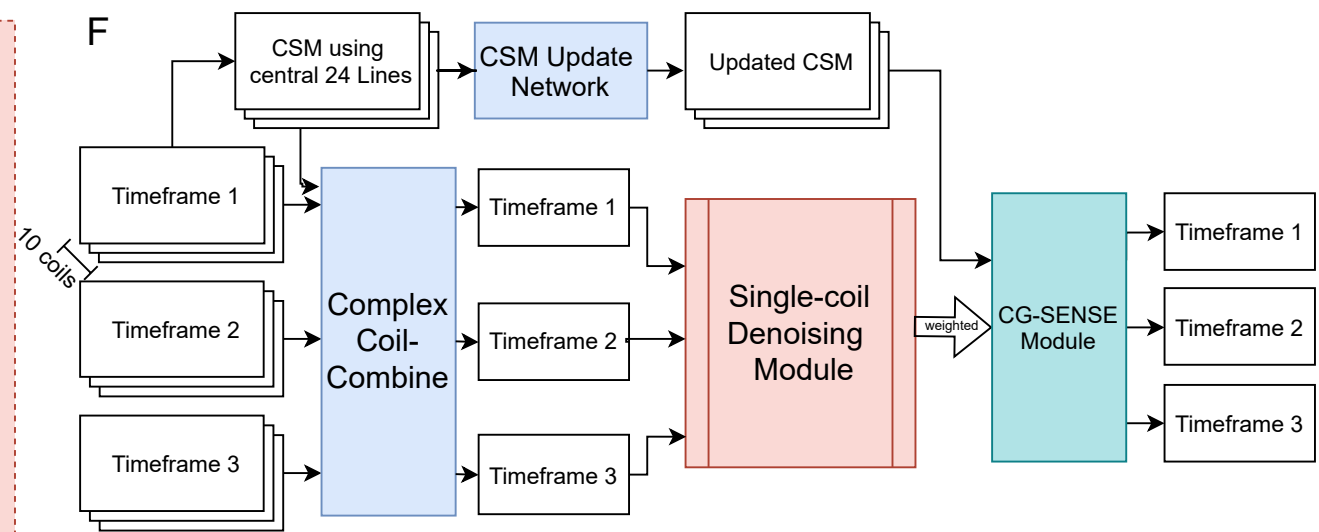 F
CSM using
central 24 Lines
CSM Update
Network
Updated CSM
Timeframe 1
10 coils
Timeframe 2
Timeframe 3
Complex
Coil-
Combine
Timeframe 1
Timeframe 2
Timeframe 3
Single-coil
Denoising
Module
weighted
CG-SENSE
Module
Timeframe 1
Timeframe 2
Timeframe 3